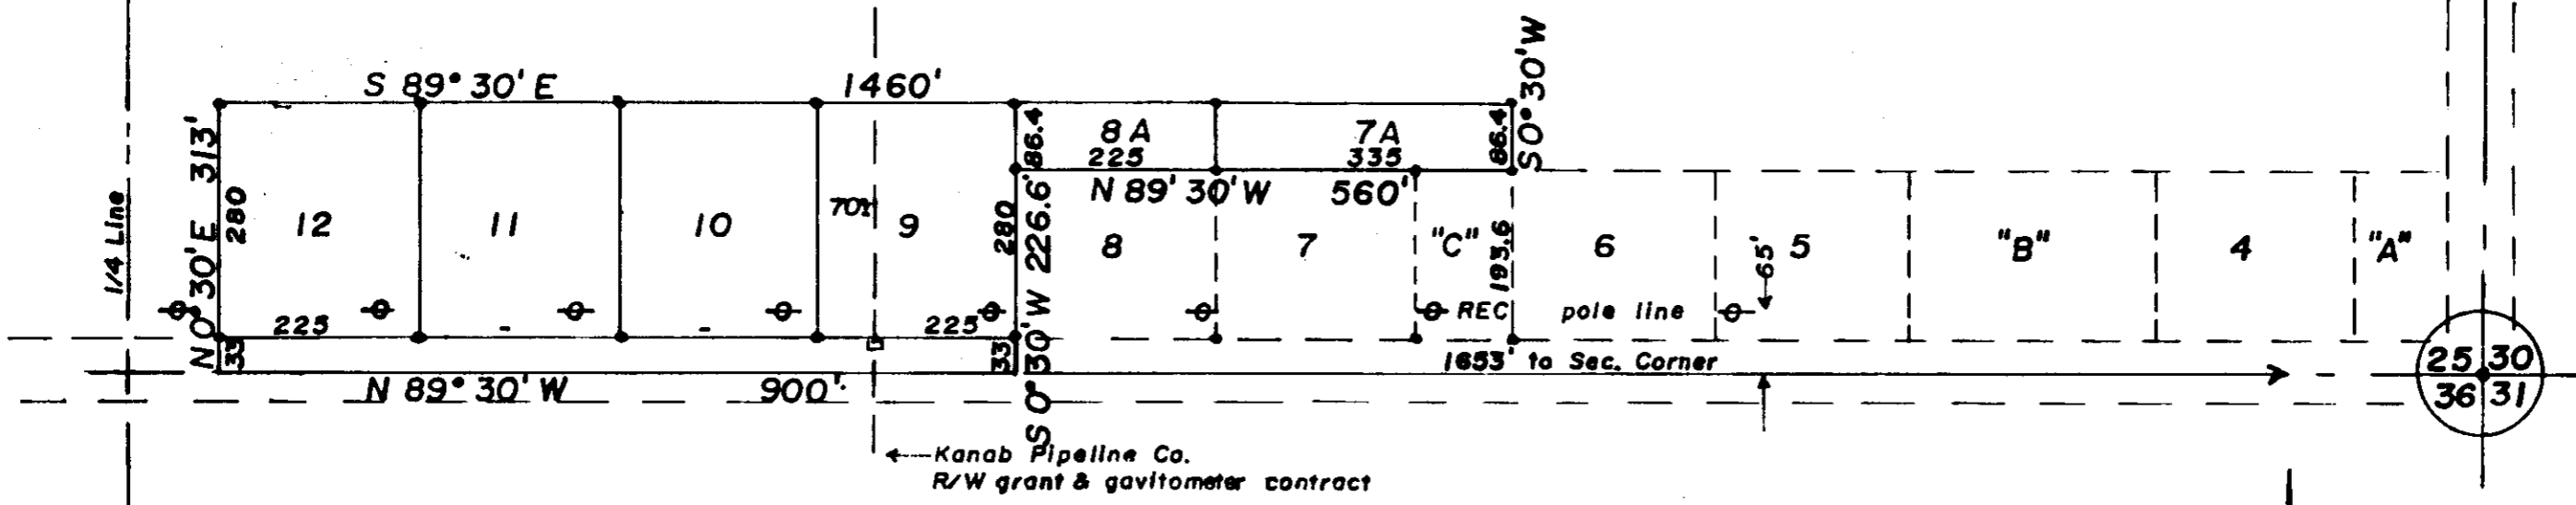 S 89° 30' E 1460'
S 0° 30' W
1/4 Line
N 0° 30' E 313'
280
12
11
10
9
280
86.4
8 A
225
7A
335
86.4
N 89' 30' W 560'
S 0° 30' W 226.6'
8
7
"C"
193.6
6
5
65'
"B"
4
"A"
225
225
REC pole line
33
33
1653' to Sec. Corner
N 89° 30' W 900'
25 30
36 31
Kanab Pipeline Co.
R/W grant & gavitometer contract